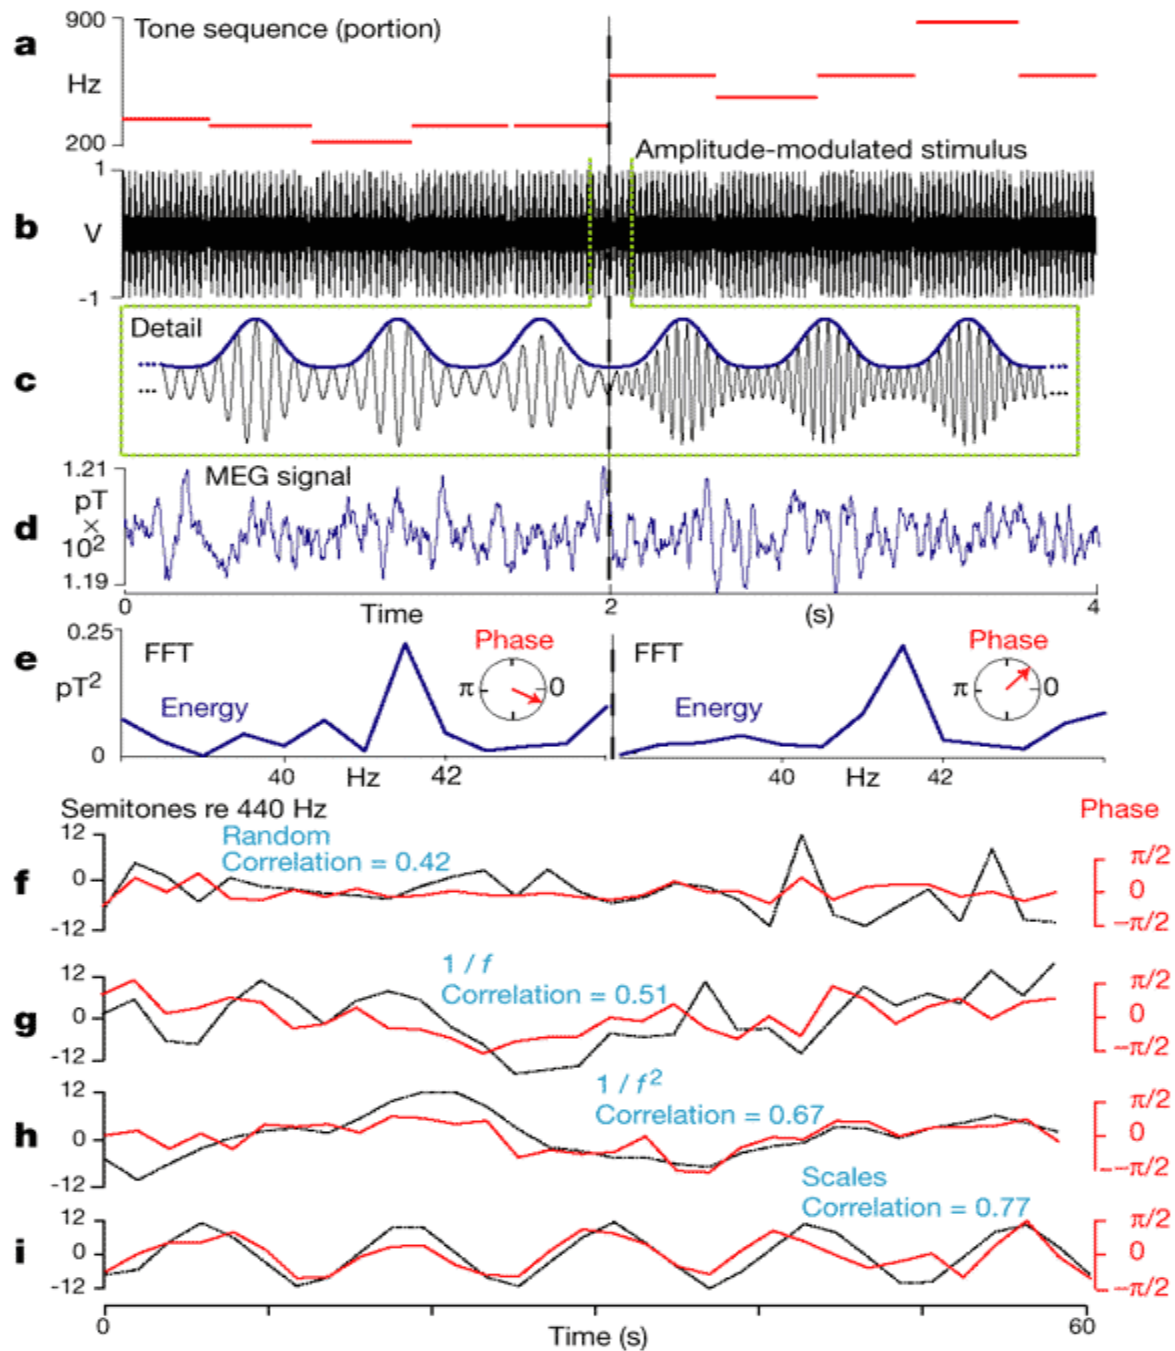 a
900
Tone sequence (portion)
Hz
200
Amplitude-modulated stimulus
b
1
V
-1
Detail
c
d
1.21
MEG signal
pT
×
10²
1.19
0
Time
2
(s)
4
e
0.25
FFT
Phase
FFT
Phase
pT²
Energy
π
0
Energy
π
0
0
40
Hz
42
40
Hz
42
Semitones re 440 Hz
Phase
f
12
Random
Correlation = 0.42
π/2
0
0
-12
−π/2
g
12
1 / f
Correlation = 0.51
π/2
0
0
-12
−π/2
h
12
1 / f²
Correlation = 0.67
π/2
0
0
-12
−π/2
Scales
Correlation = 0.77
i
12
π/2
0
0
-12
−π/2
0
Time (s)
60